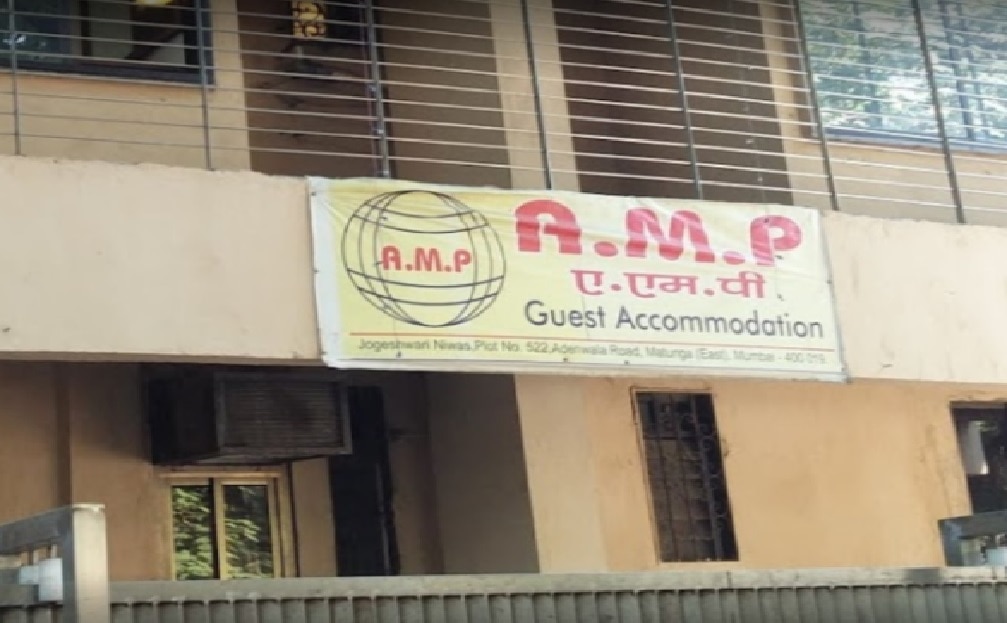 A.M.P
A.M.P
ए.एम.पी
Guest Accommodation
Jogeshwari Niwas,Plot No. 522,Adenwala Road, Matunga (East), Mumbai - 400 019.